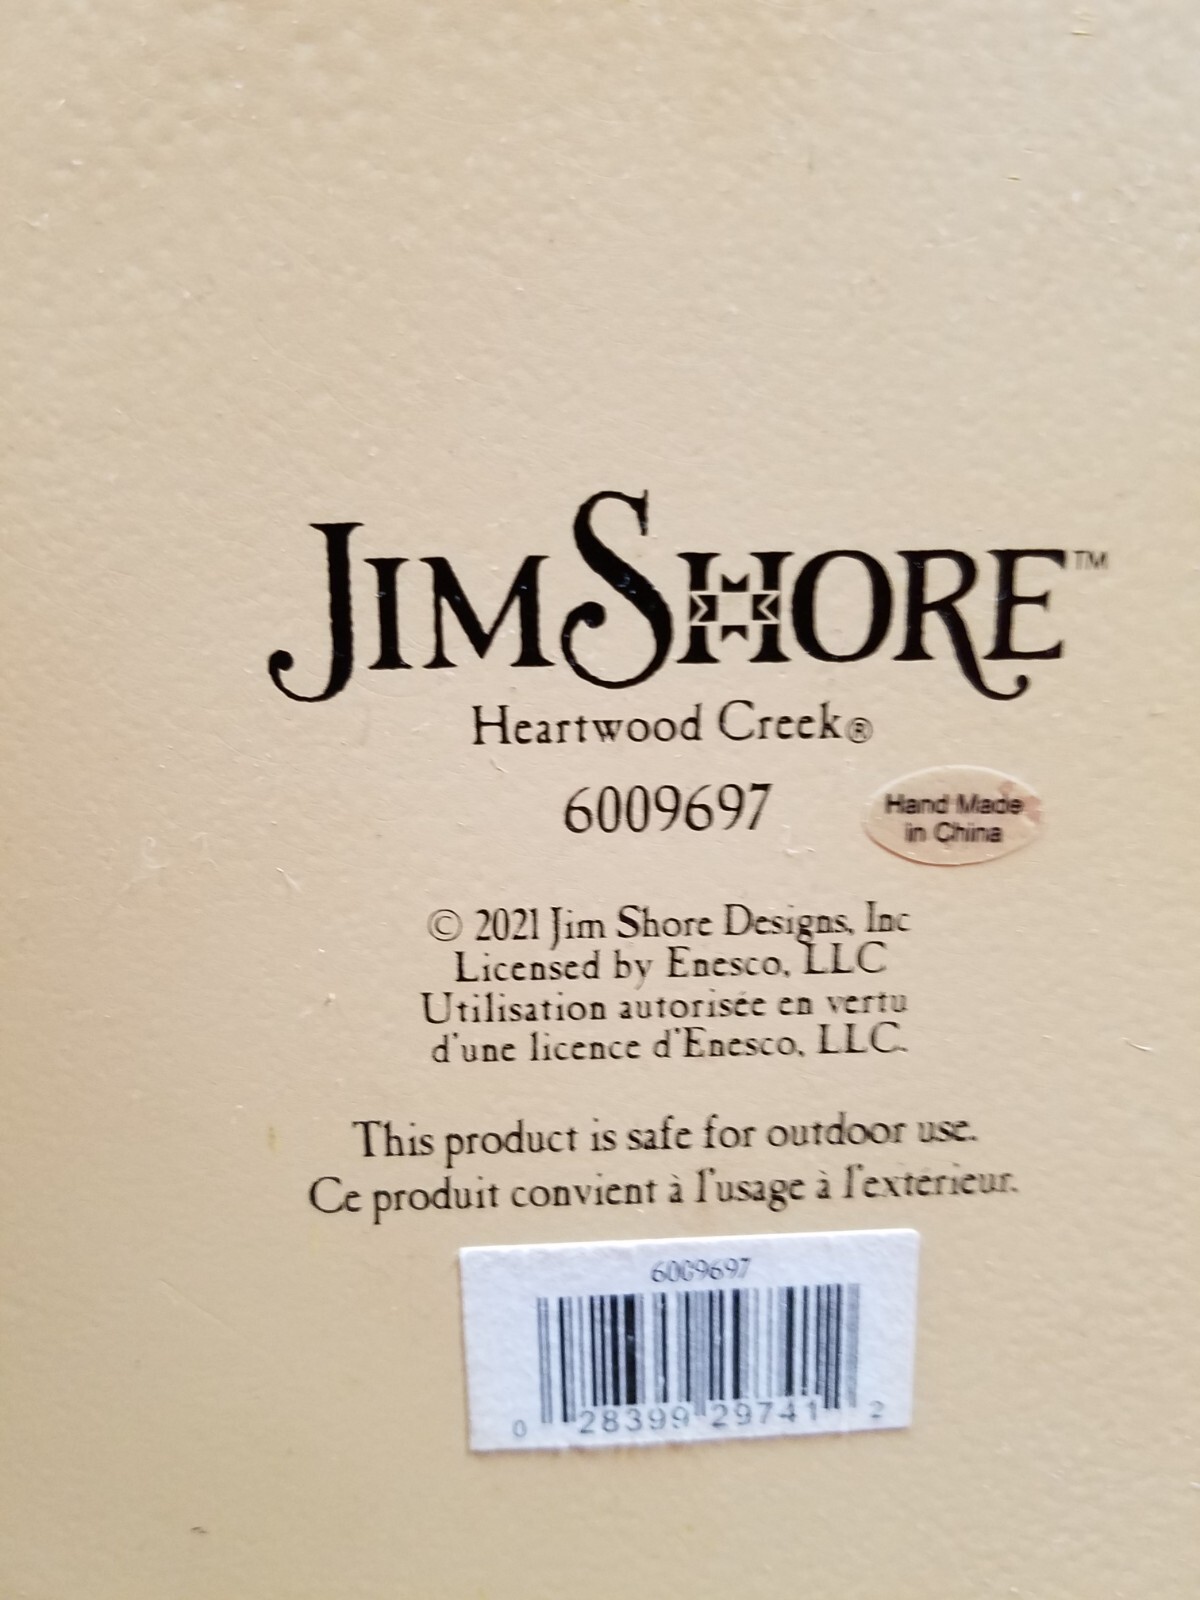 JIM SHORE™
Heartwood Creek®
6009697
Hand Made
in China
© 2021 Jim Shore Designs, Inc
Licensed by Enesco, LLC
Utilisation autorisée en vertu
d'une licence d'Enesco, LLC.
This product is safe for outdoor use.
Ce produit convient à l'usage à l'extérieur.
6009697
0 28399 29741 2